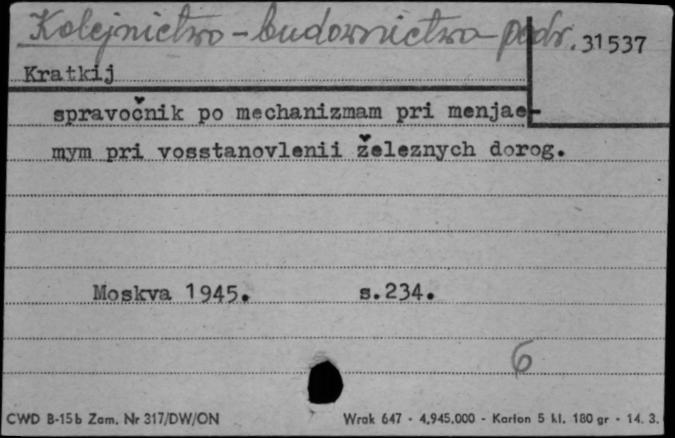 Kolejnictwo - budownictwo podr. 31537
Kratkij
spravočnik po mechanizmam pri menjae-
mym pri vosstanovlenii železnych dorog.
Moskva 1945. s.234.
6
CWD B-15b Zam. Nr 317/DW/ON Wrak 647 - 4,945.000 - Karton 5 kl. 180 gr - 14. 3.